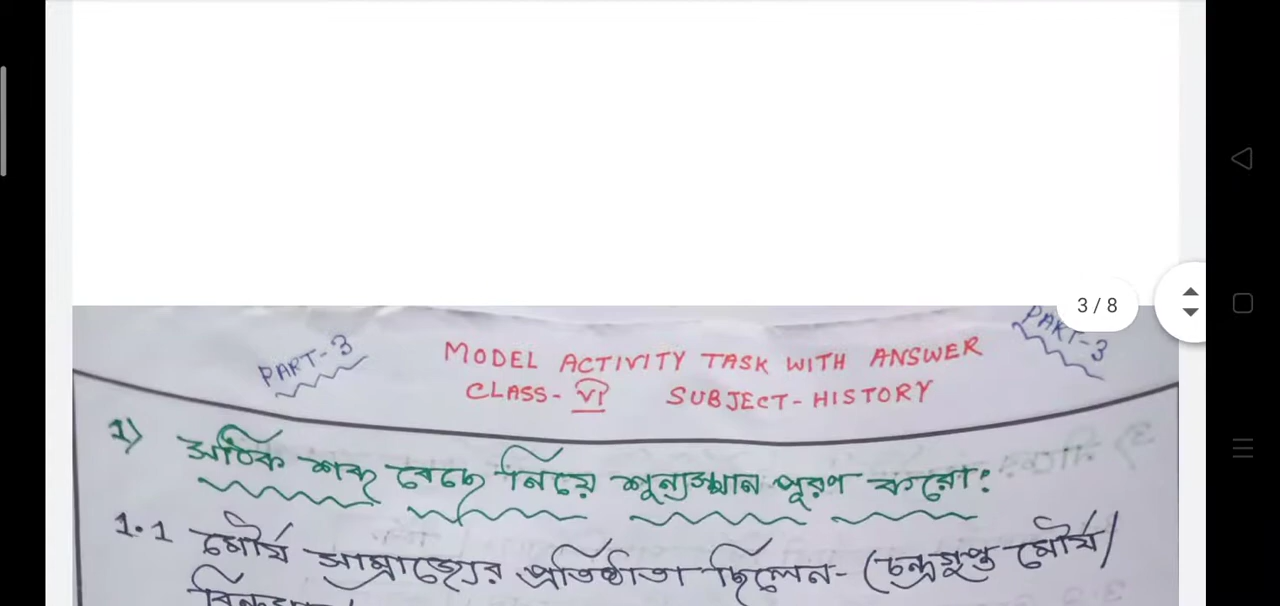 3 / 8
PART-3
PART-3
MODEL ACTIVITY TASK WITH ANSWER
CLASS- VI SUBJECT- HISTORY
1) সঠিক শব্দ বেছে নিয়ে শূন্যস্থান পূরণ করো:
1.1 মৌর্য সাম্রাজ্যের প্রতিষ্ঠাতা ছিলেন- (চন্দ্রগুপ্ত মৌর্য/